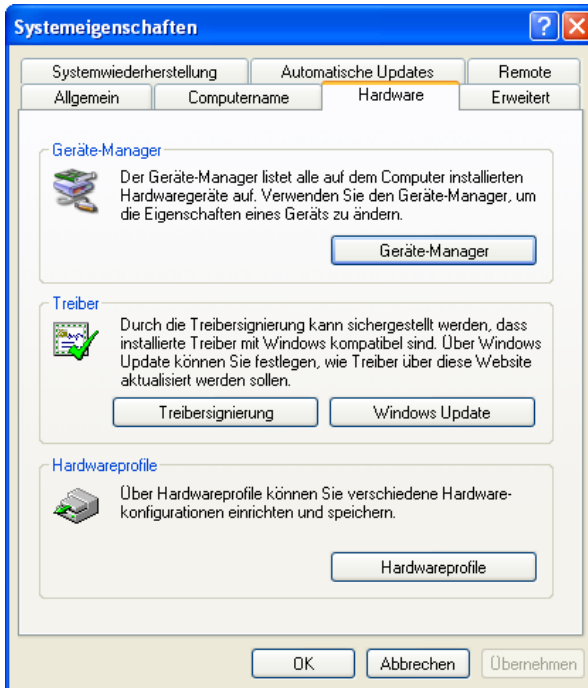 Systemeigenschaften
Systemwiederherstellung Automatische Updates Remote
Allgemein Computername Hardware Erweitert
Geräte-Manager
Der Geräte-Manager listet alle auf dem Computer installierten
Hardwaregeräte auf. Verwenden Sie den Geräte-Manager, um
die Eigenschaften eines Geräts zu ändern.
Geräte-Manager
Treiber
Durch die Treibersignierung kann sichergestellt werden, dass
installierte Treiber mit Windows kompatibel sind. Über Windows
Update können Sie festlegen, wie Treiber über diese Website
aktualisiert werden sollen.
Treibersignierung Windows Update
Hardwareprofile
Über Hardwareprofile können Sie verschiedene Hardware-
konfigurationen einrichten und speichern.
Hardwareprofile
OK Abbrechen Übernehmen